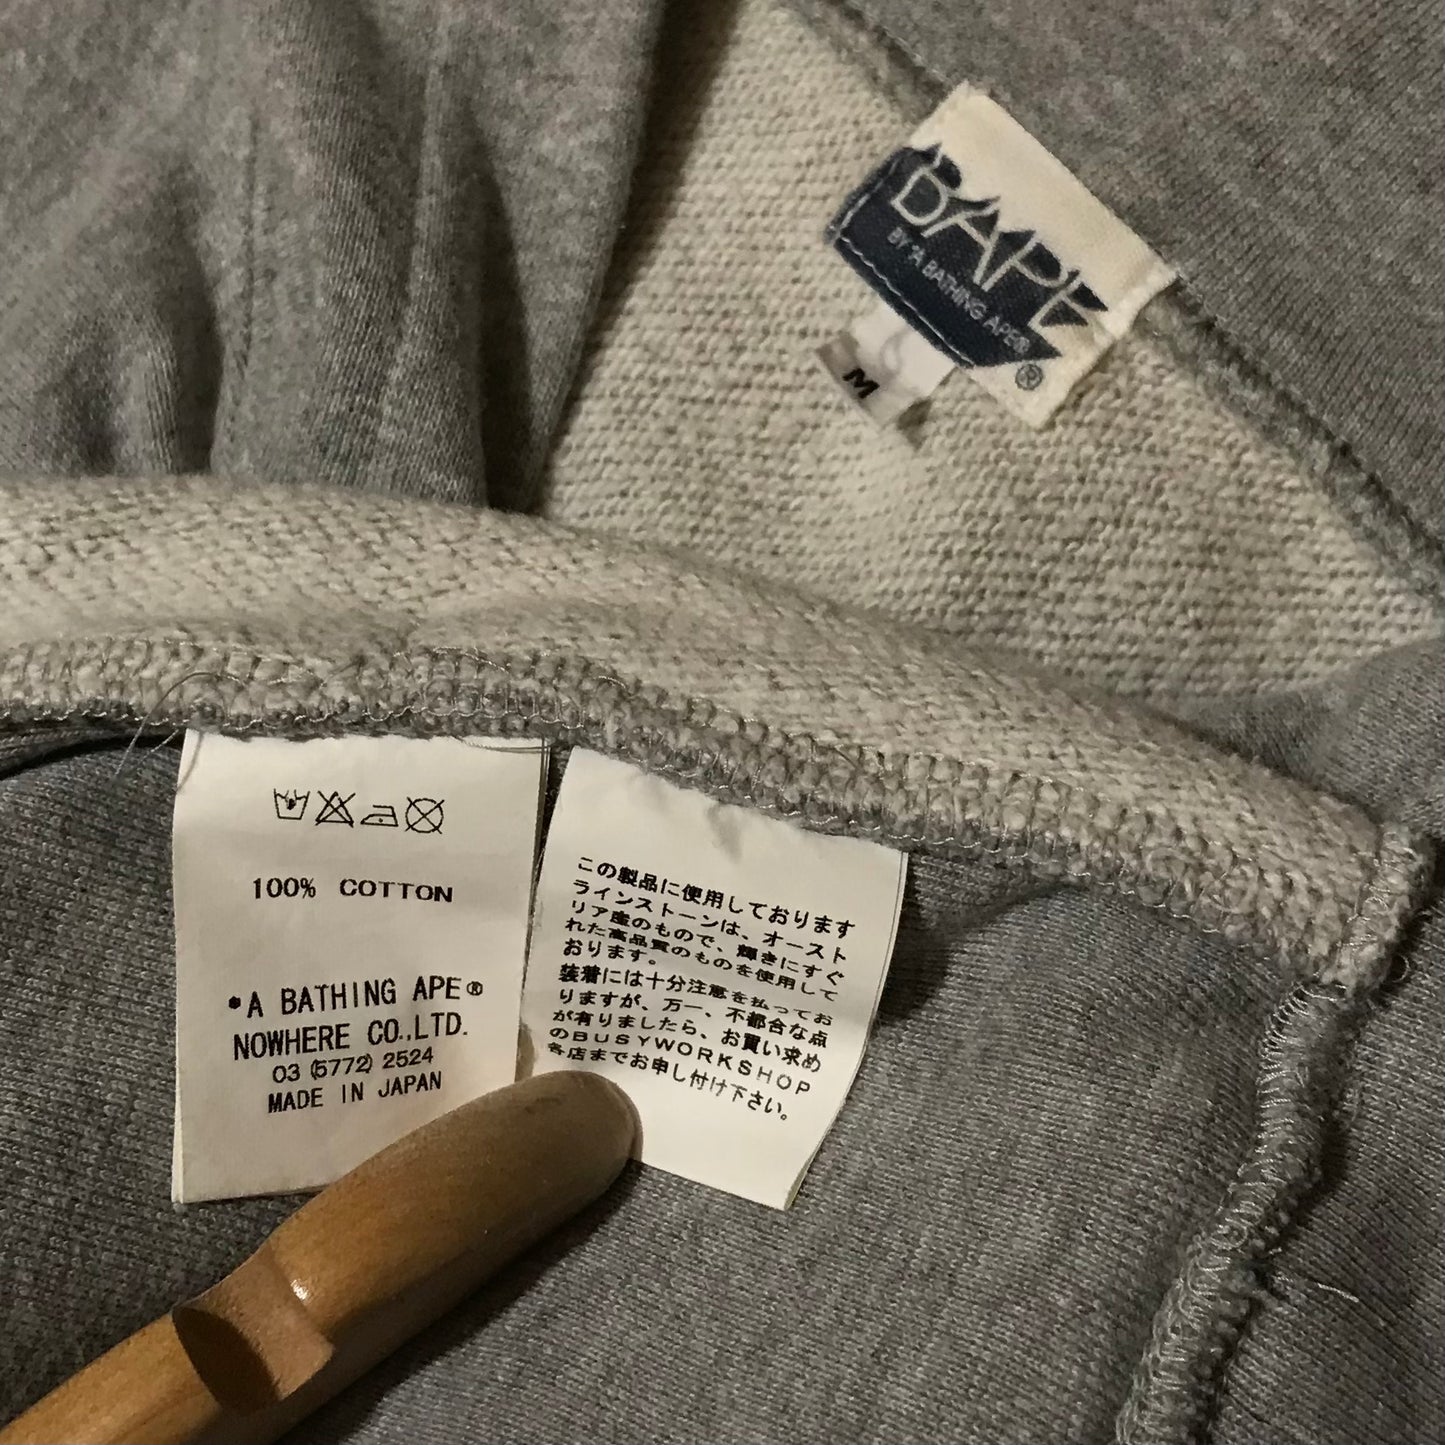 BAPE
BY *A BATHING APE®
®
M
100% COTTON
*A BATHING APE®
NOWHERE CO.,LTD.
03 (5772) 2524
MADE IN JAPAN
この製品に使用しております
ラインストーンは、オースト
リア産のもので、輝きにすぐ
れた高品質のものを使用して
おります。
装着には十分注意を払ってお
りますが、万一、不都合な点
が有りましたら、お買い求め
のBUSYWORKSHOP
各店までお申し付け下さい。